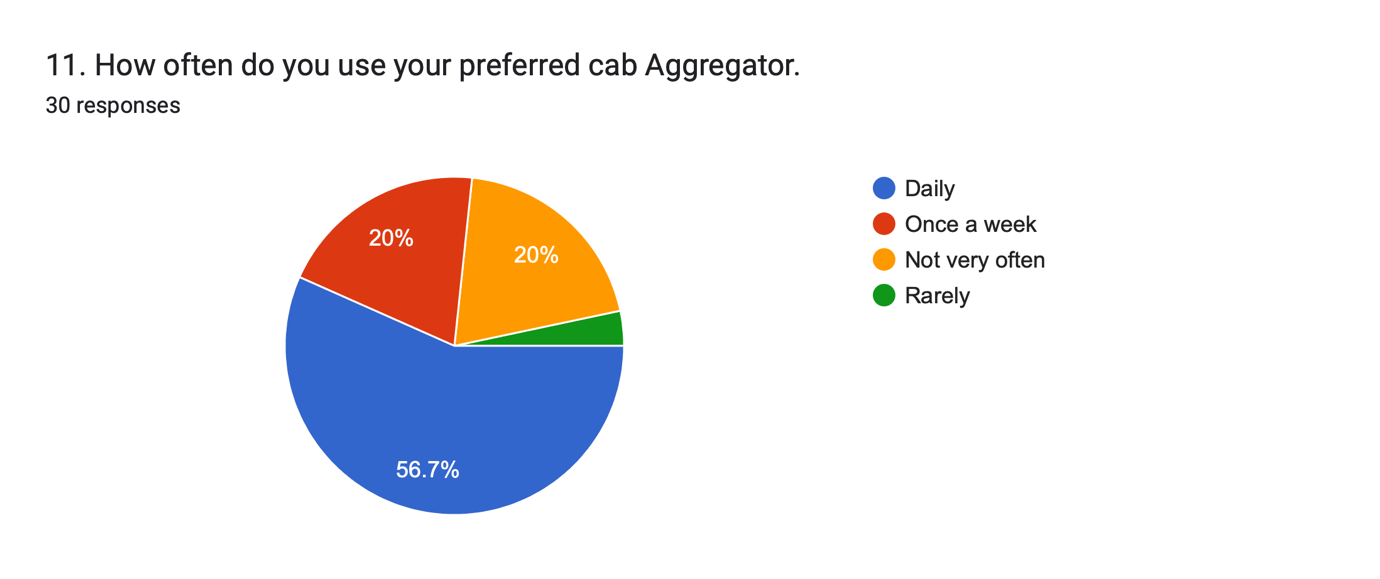 11. How often do you use your preferred cab Aggregator.
30 responses
20%
20%
56.7%
Daily
Once a week
Not very often
Rarely